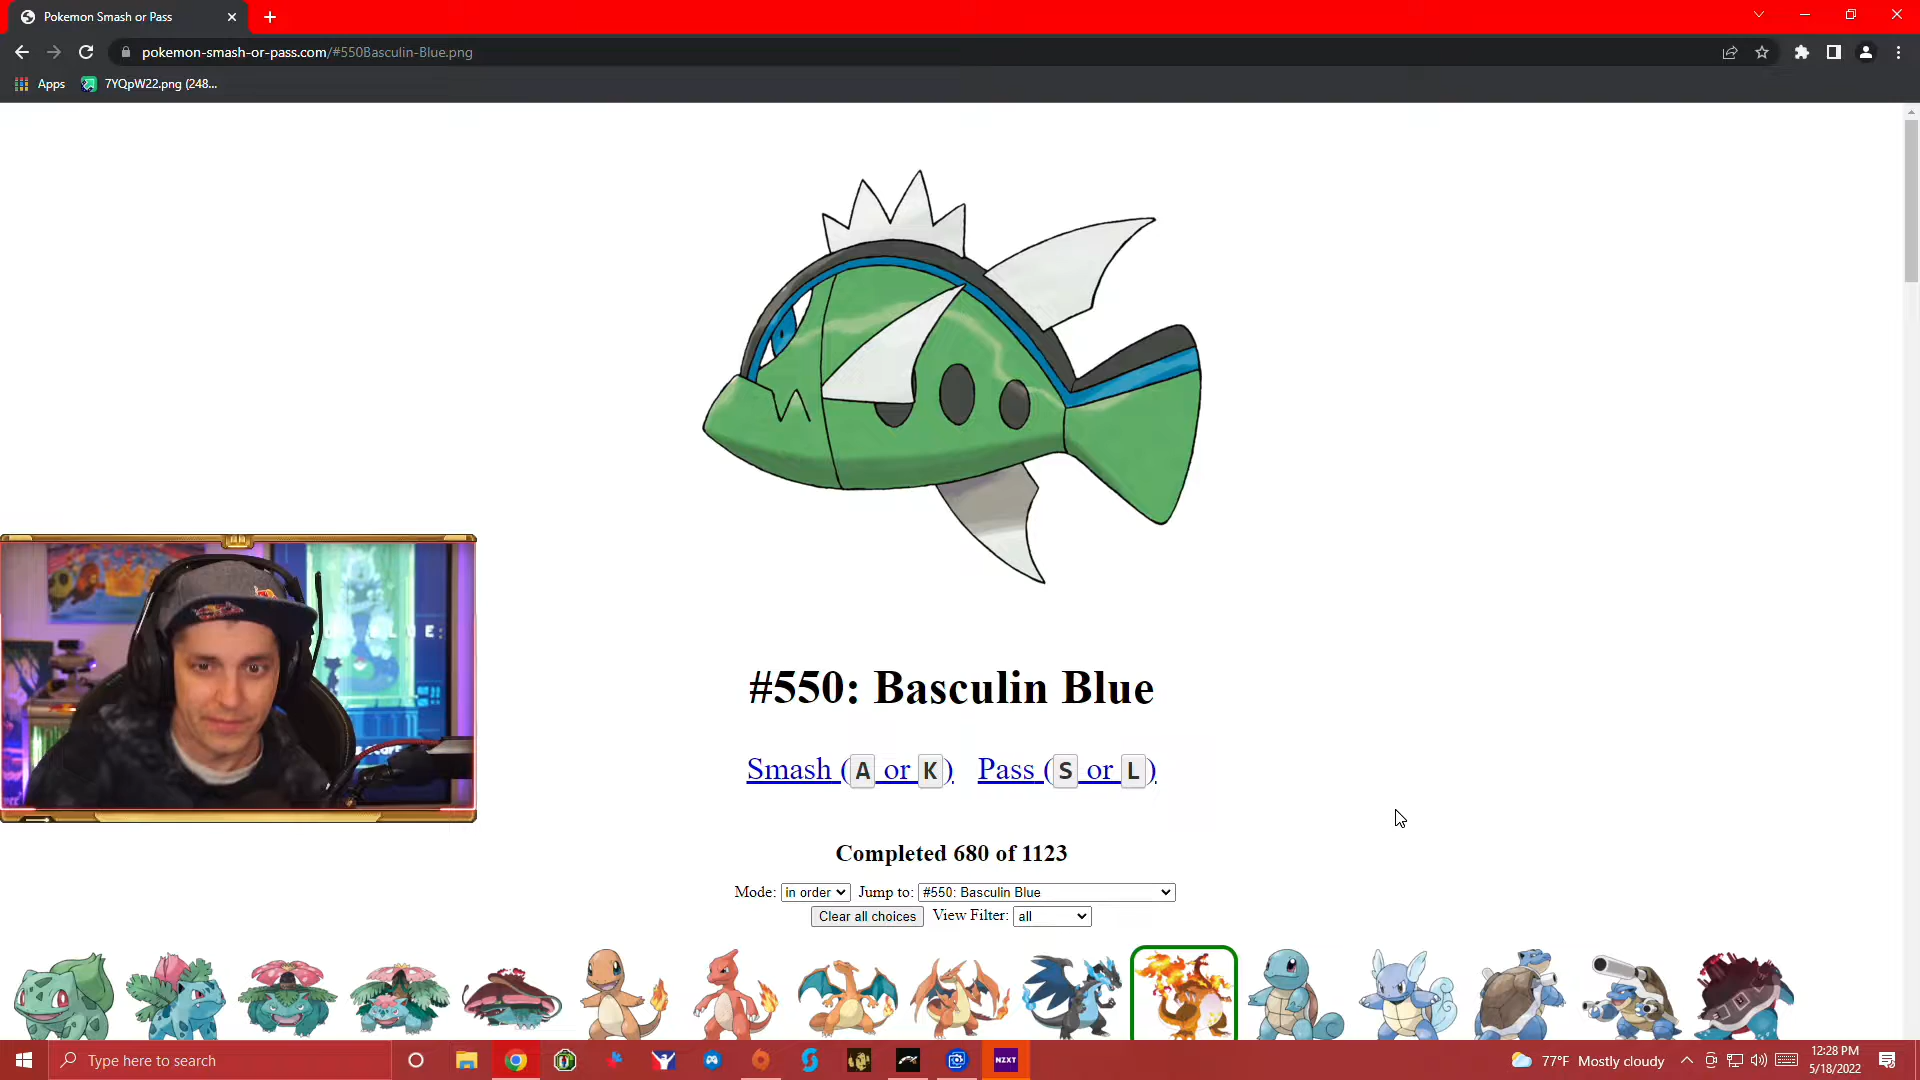 Pokemon Smash or Pass
pokemon-smash-or-pass.com/#550Basculin-Blue.png
Apps
7YQpW22.png (248...
#550: Basculin Blue
Smash (A or K) Pass (S or L)
Completed 680 of 1123
Mode: in order Jump to: #550: Basculin Blue
Clear all choices View Filter: all
Type here to search
NZXT
77°F Mostly cloudy
12:28 PM
5/18/2022